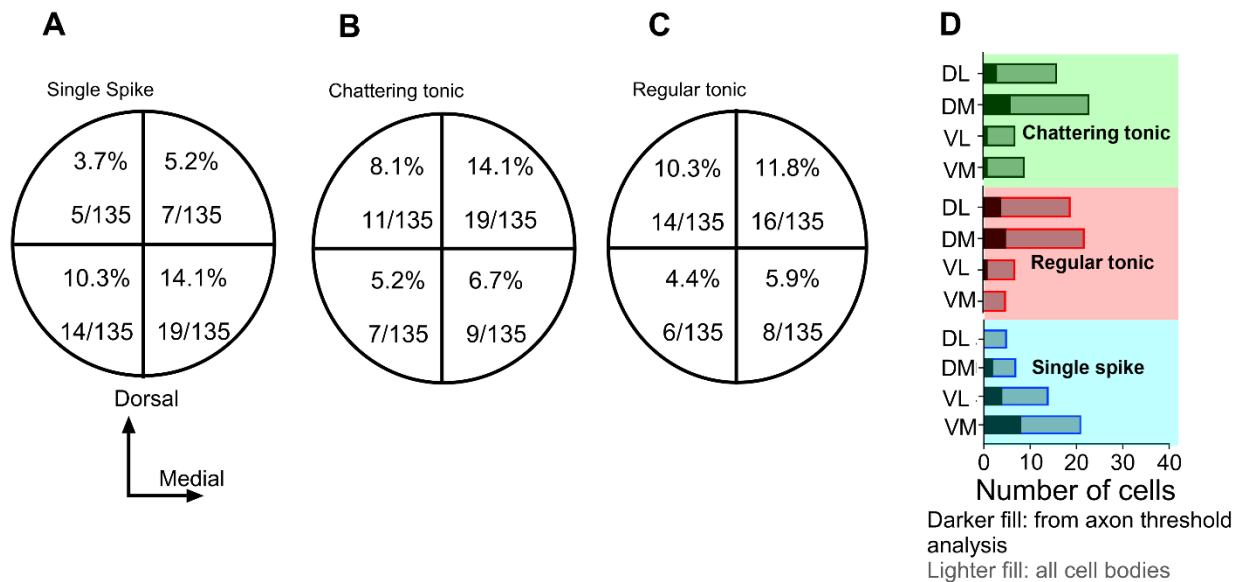 A
Single Spike
3.7% 5.2%
5/135 7/135
10.3% 14.1%
14/135 19/135
Dorsal
Medial
B
Chattering tonic
8.1% 14.1%
11/135 19/135
5.2% 6.7%
7/135 9/135
C
Regular tonic
10.3% 11.8%
14/135 16/135
4.4% 5.9%
6/135 8/135
D
DL
DM
VL Chattering tonic
VM
DL
DM
VL Regular tonic
VM
DL
DM Single spike
VL
VM
0 10 20 30 40
Number of cells
Darker fill: from axon threshold
analysis
Lighter fill: all cell bodies